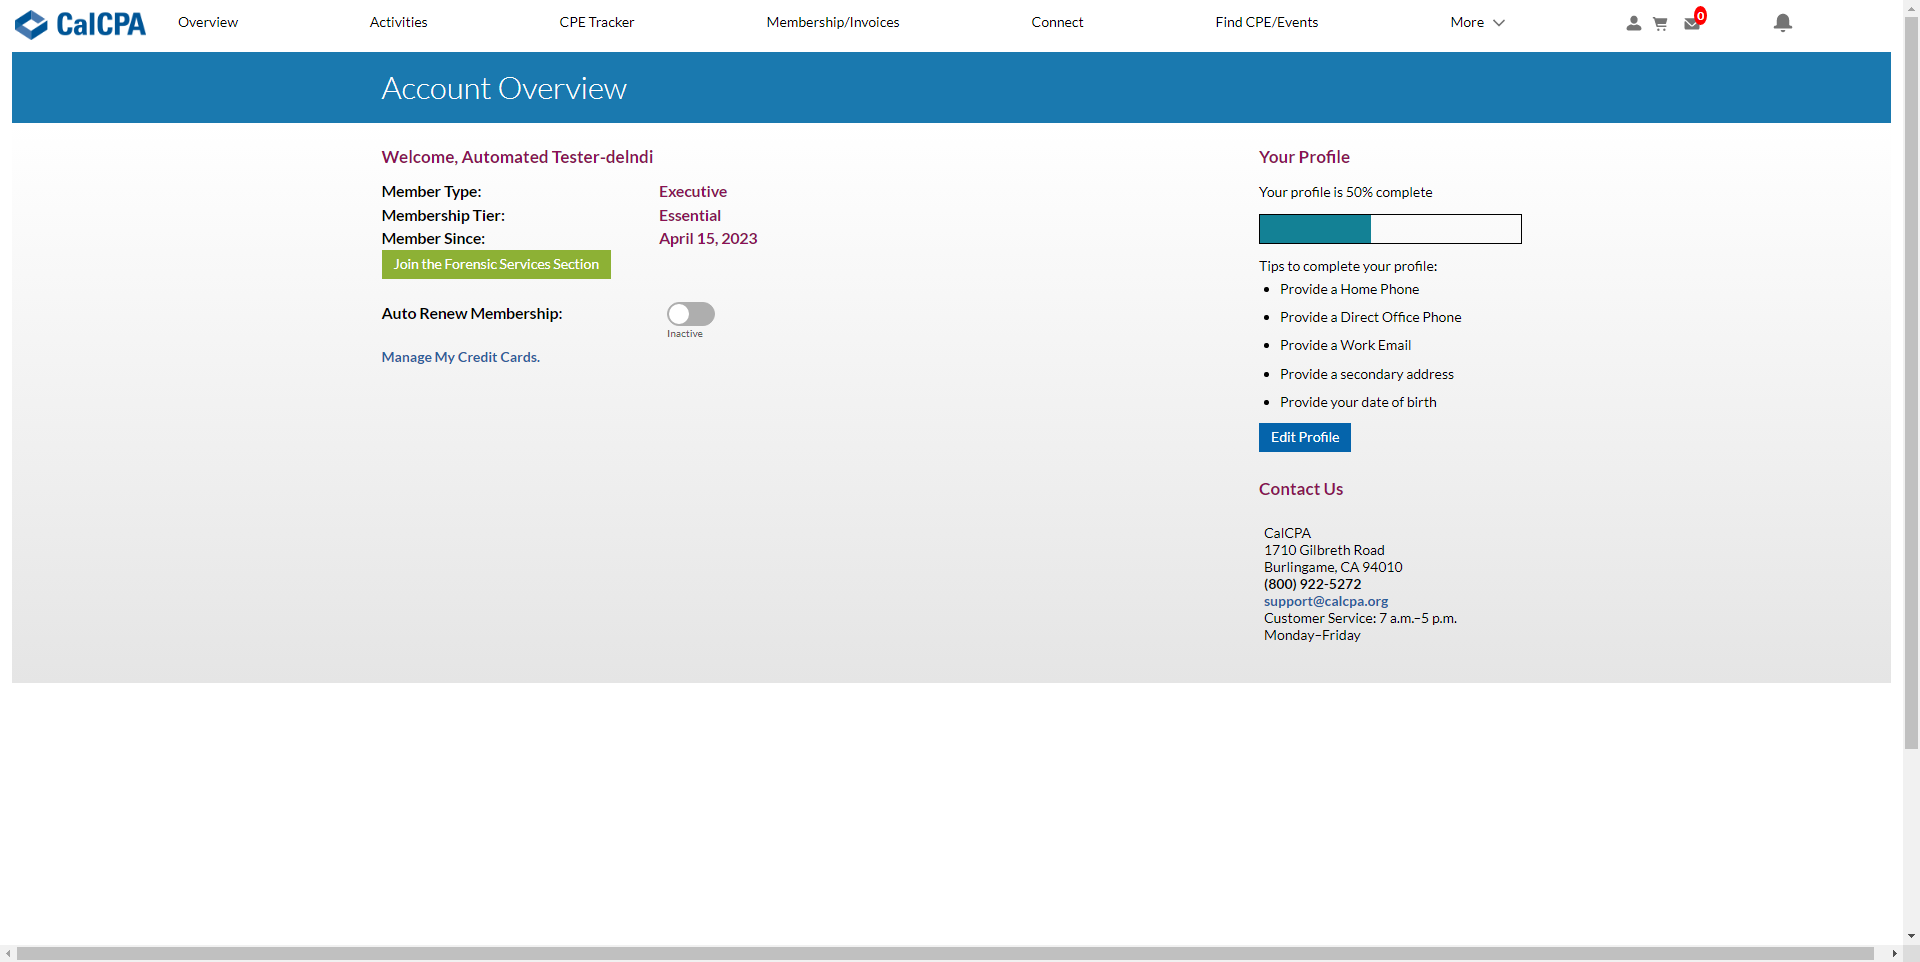 CalCPA
Overview
Activities
CPE Tracker
Membership/Invoices
Connect
Find CPE/Events
More
0
Account Overview
Welcome, Automated Tester-delndi
Member Type: Executive
Membership Tier: Essential
Member Since: April 15, 2023
Join the Forensic Services Section
Auto Renew Membership:
Inactive
Manage My Credit Cards.
Your Profile
Your profile is 50% complete
Tips to complete your profile:
Provide a Home Phone
Provide a Direct Office Phone
Provide a Work Email
Provide a secondary address
Provide your date of birth
Edit Profile
Contact Us
CalCPA
1710 Gilbreth Road
Burlingame, CA 94010
(800) 922-5272
support@calcpa.org
Customer Service: 7 a.m.–5 p.m.
Monday–Friday